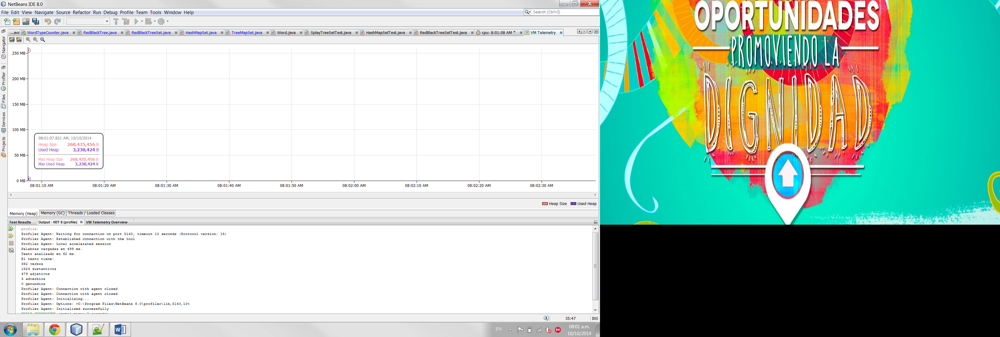 NetBeans IDE 8.0
File Edit View Navigate Source Refactor Run Debug Profile Team Tools Window Help
Search (Ctrl+I)
...ava WordTypeCounter.java RedBlackTree.java RedBlackTreeSet.java HashMapSet.java TreeMapSet.java Word.java SplayTreeSetTest.java HashMapSetTest.java RedBlackTreeSetTest.java cpu: 8:01:08 AM * VM Telemetry
Navigator
Profiler
Files
Services
Projects
250 MB
200 MB
150 MB
100 MB
50 MB
0 MB
08:01:07.821 AM, 10/10/2014
Heap Size 268,435,456 B
Used Heap 3,230,424 B
Max Heap Size 268,435,456 B
Max Used Heap 3,230,424 B
08:01:10 AM 08:01:20 AM 08:01:30 AM 08:01:40 AM 08:01:50 AM 08:02:00 AM 08:02:10 AM 08:02:20 AM 08:02:30 AM
Heap Size Used Heap
Memory (Heap) Memory (GC) Threads / Loaded Classes
Test Results Output - HDT 8 (profile) VM Telemetry Overview
profile:
Profiler Agent: Waiting for connection on port 5140, timeout 10 seconds (Protocol version: 15)
Profiler Agent: Established connection with the tool
Profiler Agent: Local accelerated session
Palabras cargadas en 499 ms.
Texto analizado en 62 ms.
El texto tiene:
382 verbos
1524 sustantivos
479 adjetivos
3 adverbios
0 gerundios
Profiler Agent: Connection with agent closed
Profiler Agent: Connection with agent closed
Profiler Agent: Initializing...
Profiler Agent: Options: >C:\Program Files\NetBeans 8.0\profiler\lib,5140,10<
Profiler Agent: Initialized successfully
35:47 INS
EN
08:01 a.m.
10/10/2014
OPORTUNIDADES
PROMOVIENDO LA
DIGNIDAD